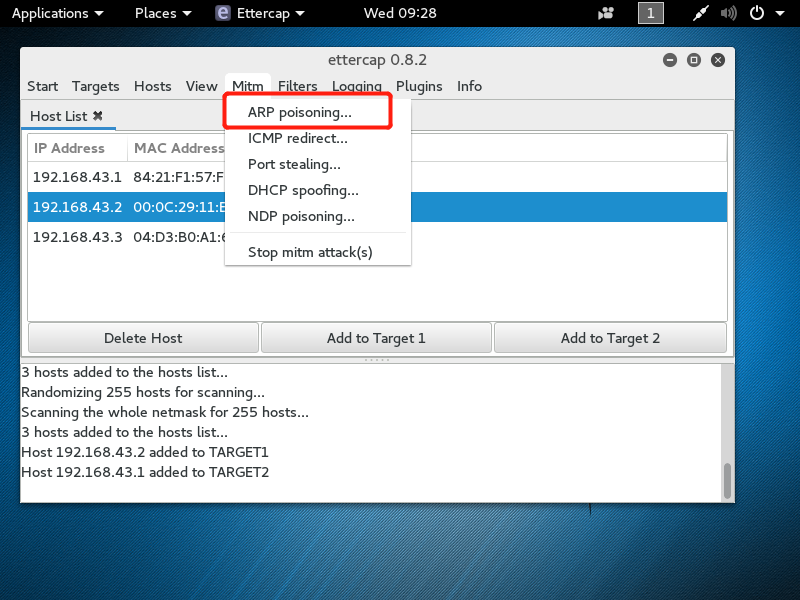 Applications Places Ettercap Wed 09:28 1
ettercap 0.8.2
Start Targets Hosts View Mitm Filters Logging Plugins Info
Host List
ARP poisoning...
ICMP redirect...
Port stealing...
DHCP spoofing...
NDP poisoning...
Stop mitm attack(s)
IP Address MAC Address
192.168.43.1 84:21:F1:57:F
192.168.43.2 00:0C:29:11:E
192.168.43.3 04:D3:B0:A1:6
Delete Host Add to Target 1 Add to Target 2
3 hosts added to the hosts list...
Randomizing 255 hosts for scanning...
Scanning the whole netmask for 255 hosts...
3 hosts added to the hosts list...
Host 192.168.43.2 added to TARGET1
Host 192.168.43.1 added to TARGET2